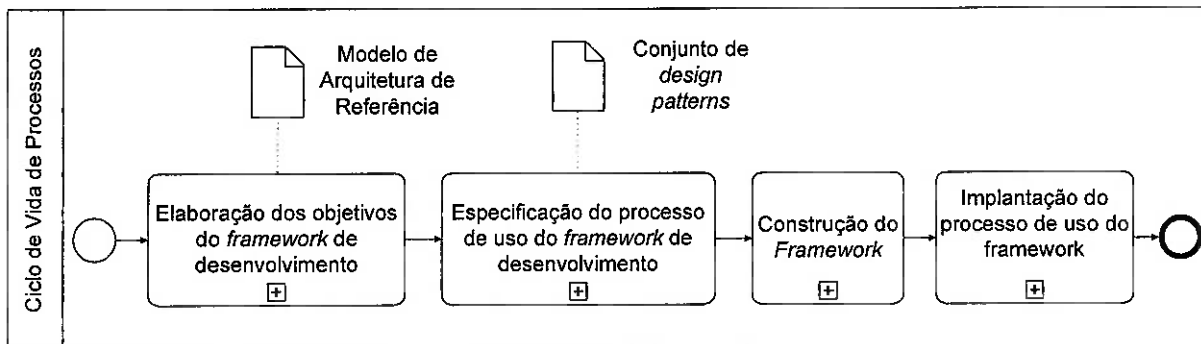 Ciclo de Vida de Processos
Modelo de
Arquitetura de
Referência
Conjunto de
design
patterns
Elaboração dos objetivos
do framework de
desenvolvimento
Especificação do processo
de uso do framework de
desenvolvimento
Construção do
Framework
Implantação do
processo de uso do
framework